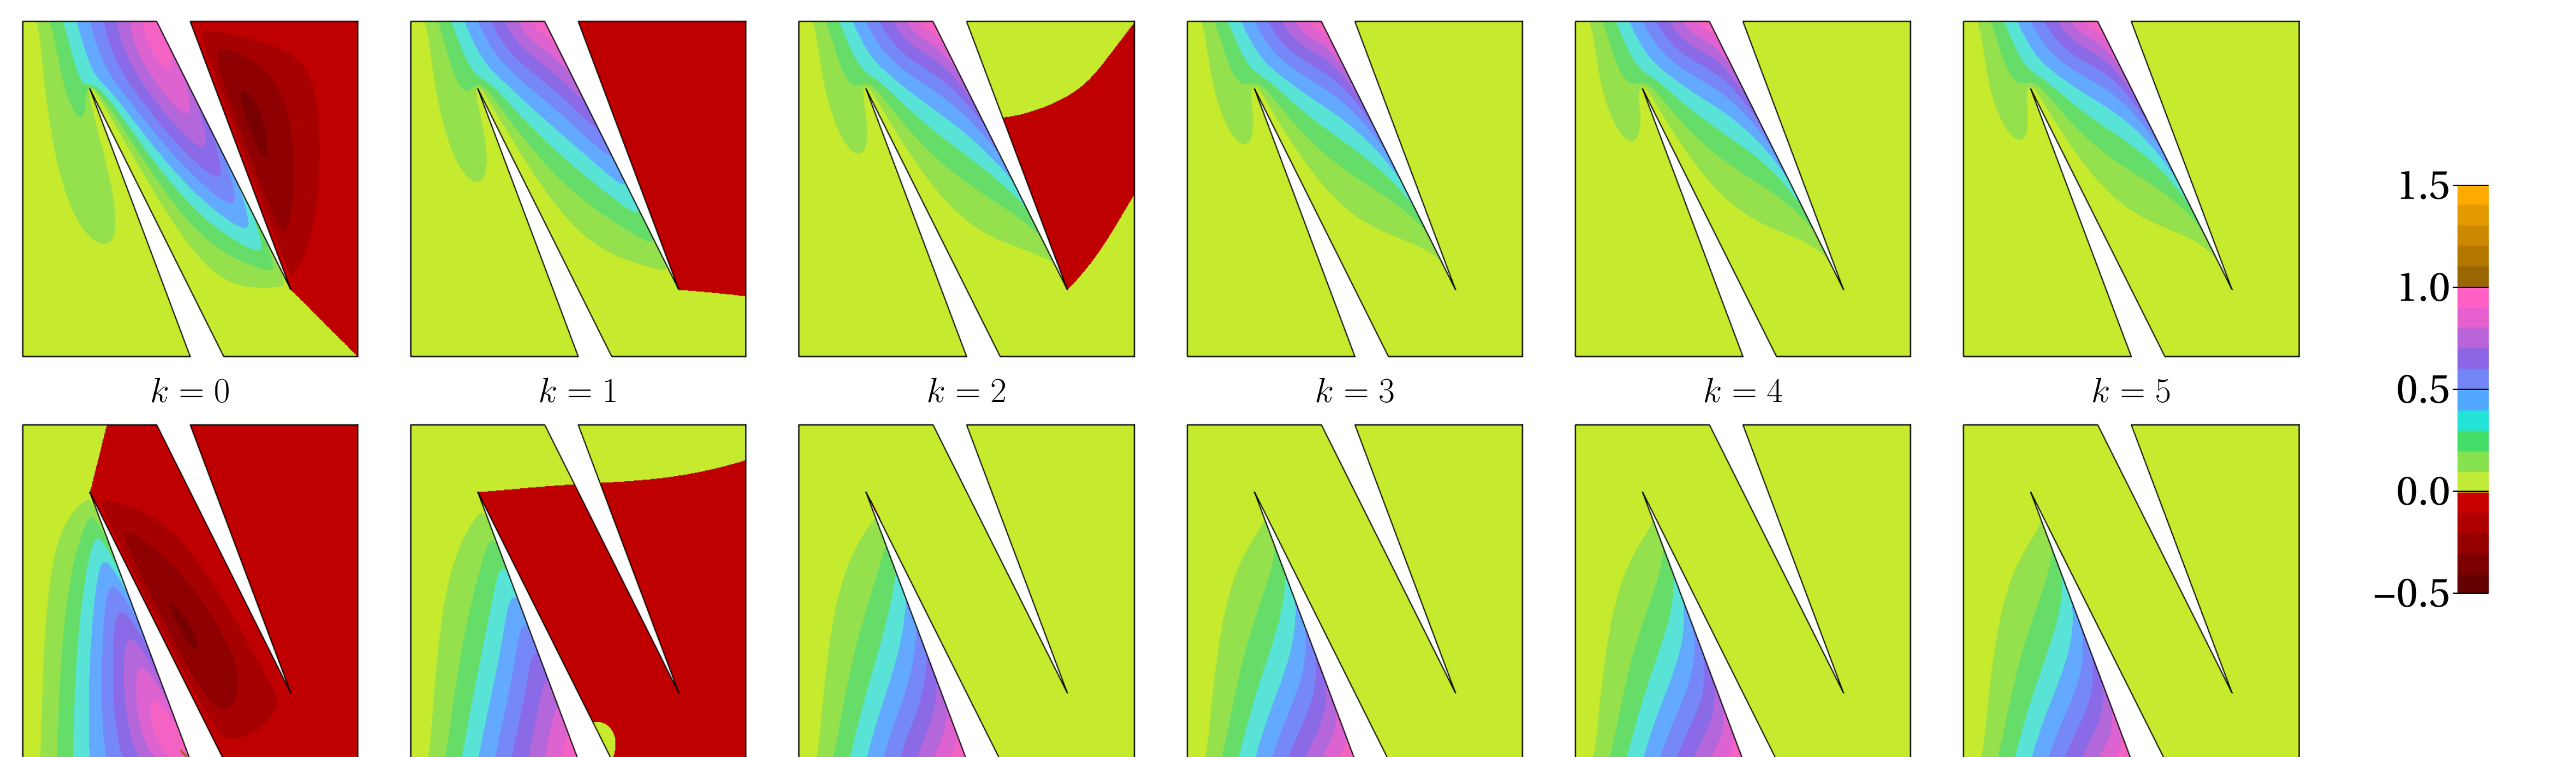 k = 0
k = 1
k = 2
k = 3
k = 4
k = 5
1.5
1.0
0.5
0.0
−0.5